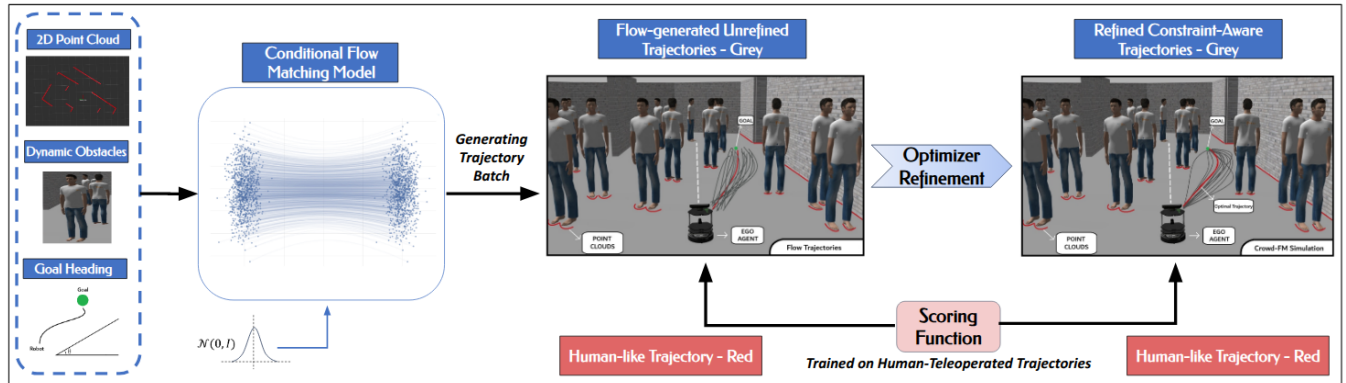 2D Point Cloud
Dynamic Obstacles
Goal Heading
Goal
Robot
θ
Conditional Flow
Matching Model
𝒩(0, I)
Generating
Trajectory
Batch
Flow-generated Unrefined
Trajectories - Grey
GOAL
POINT
CLOUDS
EGO
AGENT
Flow Trajectories
Optimizer
Refinement
Refined Constraint-Aware
Trajectories - Grey
GOAL
Optimal Trajectory
POINT
CLOUDS
EGO
AGENT
Crowd-FM Simulation
Scoring
Function
Human-like Trajectory - Red
Trained on Human-Teleoperated Trajectories
Human-like Trajectory - Red